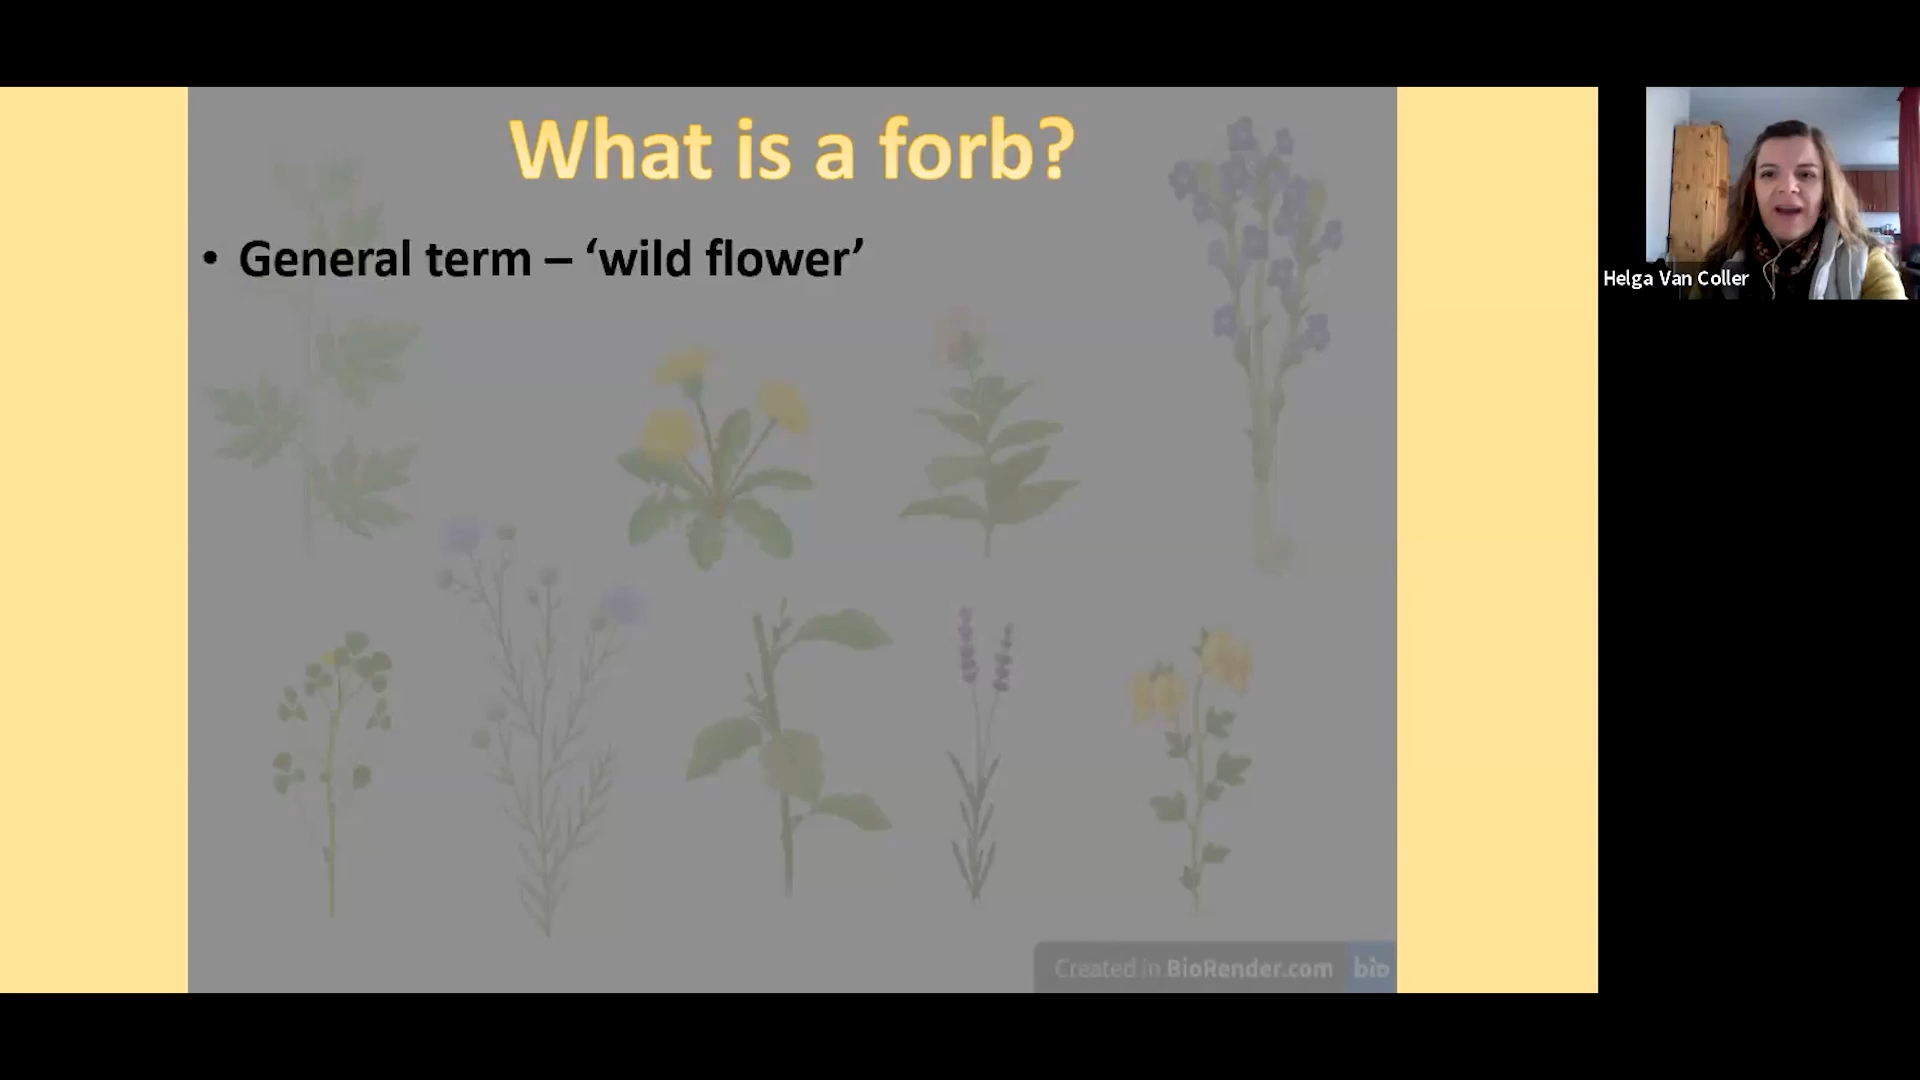 What is a forb?
• General term – ‘wild flower’
Helga Van Coller
Created in BioRender.com bio